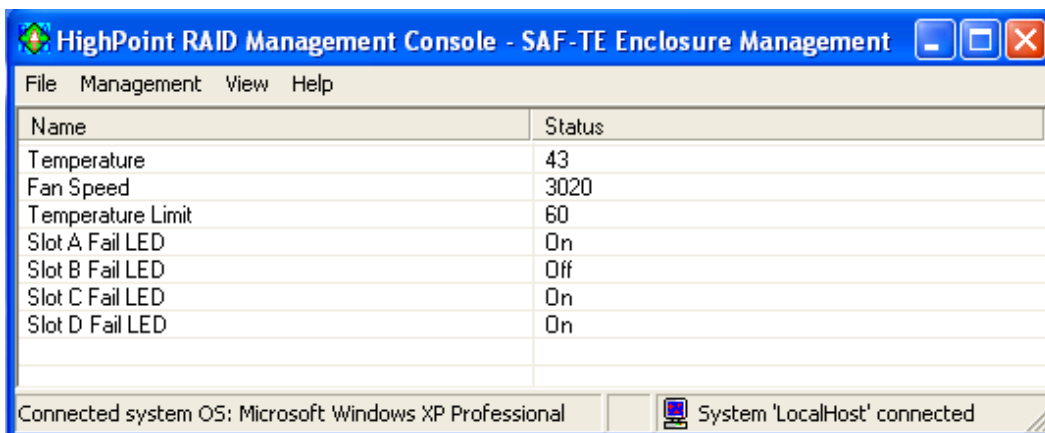 HighPoint RAID Management Console - SAF-TE Enclosure Management
File Management View Help
Name Status
Temperature 43
Fan Speed 3020
Temperature Limit 60
Slot A Fail LED On
Slot B Fail LED Off
Slot C Fail LED On
Slot D Fail LED On
Connected system OS: Microsoft Windows XP Professional System 'LocalHost' connected